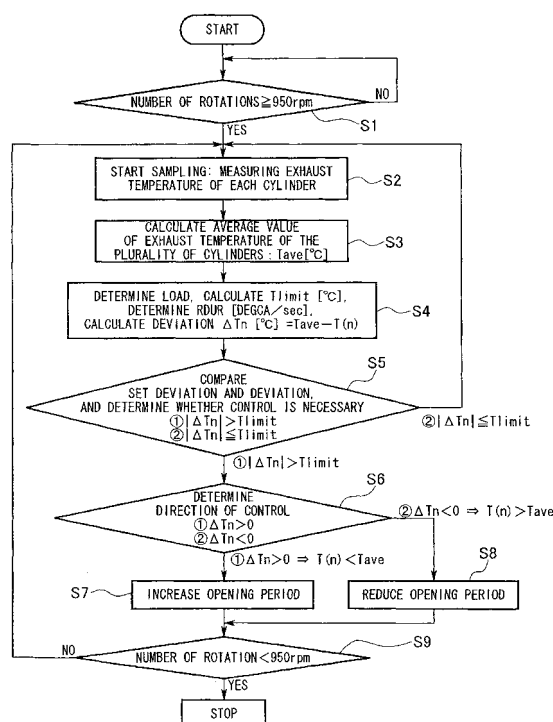 START
NUMBER OF ROTATIONS≧950rpm
NO
S1
YES
START SAMPLING: MEASURING EXHAUST
TEMPERATURE OF EACH CYLINDER
S2
CALCULATE AVERAGE VALUE
OF EXHAUST TEMPERATURE OF THE
PLURALITY OF CYLINDERS : Tave[°C]
S3
DETERMINE LOAD, CALCULATE Tlimit [°C],
DETERMINE RDUR [DEGCA/sec],
CALCULATE DEVIATION ΔTn [°C] =Tave−T(n)
S4
S5
COMPARE
SET DEVIATION AND DEVIATION,
AND DETERMINE WHETHER CONTROL IS NECESSARY
①|ΔTn|>Tlimit
②|ΔTn|≦Tlimit
②|ΔTn|≦Tlimit
①|ΔTn|>Tlimit
S6
DETERMINE
DIRECTION OF CONTROL
①ΔTn>0
②ΔTn<0
②ΔTn<0 ⇒ T(n)>Tave
①ΔTn>0 ⇒ T(n)<Tave
S7
INCREASE OPENING PERIOD
S8
REDUCE OPENING PERIOD
S9
NO
NUMBER OF ROTATION<950rpm
YES
STOP